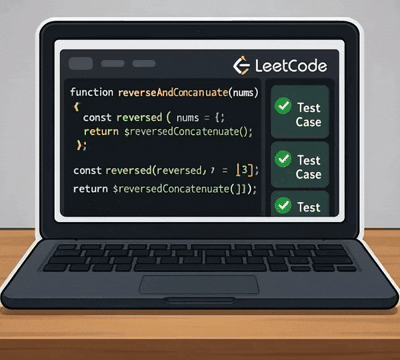 LeetCode
function reverseAndConcanuate(nums)
{
const reversed ( nums = {;
return $reversedConcatenuate();
};
const reversed(reversed, 7 = [3];
return $reversedConcatenuate(]]);
Test
Case
Test
Case
Test